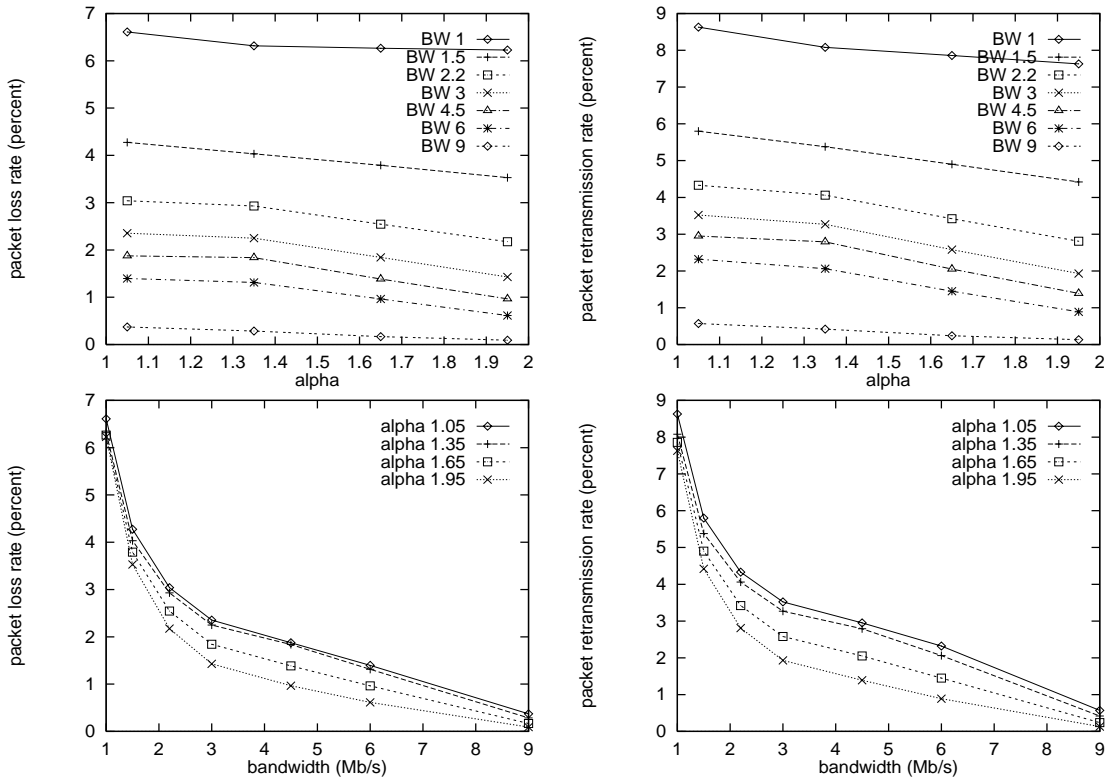 packet loss rate (percent)
7
6
5
4
3
2
1
0
BW 1
BW 1.5
BW 2.2
BW 3
BW 4.5
BW 6
BW 9
1 1.1 1.2 1.3 1.4 1.5 1.6 1.7 1.8 1.9 2
alpha
packet retransmission rate (percent)
9
8
7
6
5
4
3
2
1
0
BW 1
BW 1.5
BW 2.2
BW 3
BW 4.5
BW 6
BW 9
1 1.1 1.2 1.3 1.4 1.5 1.6 1.7 1.8 1.9 2
alpha
packet loss rate (percent)
7
6
5
4
3
2
1
0
alpha 1.05
alpha 1.35
alpha 1.65
alpha 1.95
1 2 3 4 5 6 7 8 9
bandwidth (Mb/s)
packet retransmission rate (percent)
9
8
7
6
5
4
3
2
1
0
alpha 1.05
alpha 1.35
alpha 1.65
alpha 1.95
1 2 3 4 5 6 7 8 9
bandwidth (Mb/s)